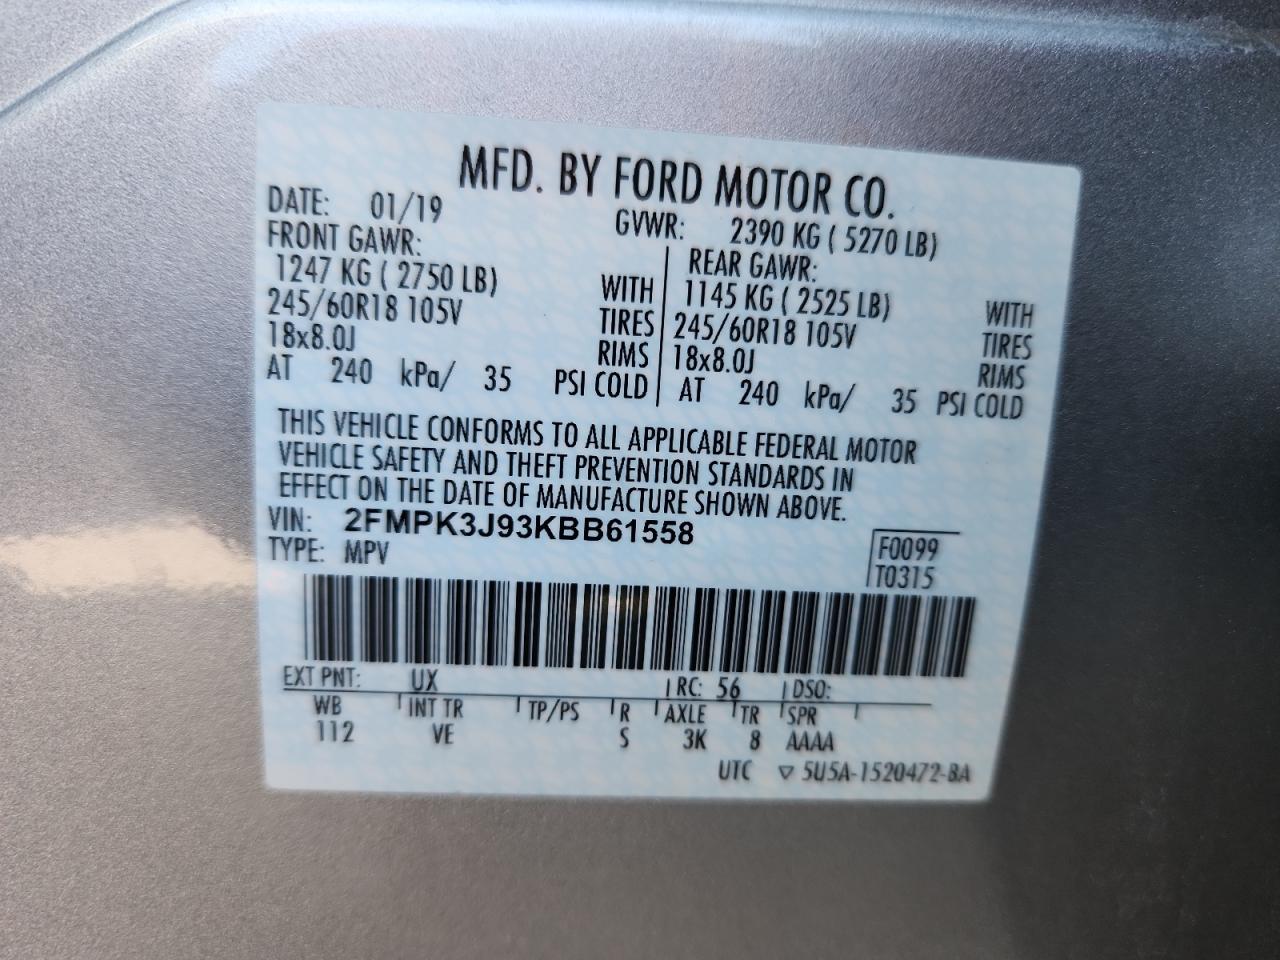 MFD. BY FORD MOTOR CO.
DATE: 01/19 GVWR: 2390 KG ( 5270 LB)
FRONT GAWR: REAR GAWR:
1247 KG ( 2750 LB) WITH 1145 KG ( 2525 LB) WITH
245/60R18 105V TIRES 245/60R18 105V TIRES
18x8.0J RIMS 18x8.0J RIMS
AT 240 kPa/ 35 PSI COLD AT 240 kPa/ 35 PSI COLD
THIS VEHICLE CONFORMS TO ALL APPLICABLE FEDERAL MOTOR
VEHICLE SAFETY AND THEFT PREVENTION STANDARDS IN
EFFECT ON THE DATE OF MANUFACTURE SHOWN ABOVE.
VIN: 2FMPK3J93KBB61558
TYPE: MPV F0099
T0315
EXT PNT: UX RC: 56 DSO:
WB INT TR TP/PS R AXLE TR SPR
112 VE S 3K 8 AAAA
UTC ▽ 5U5A-1520472-BA